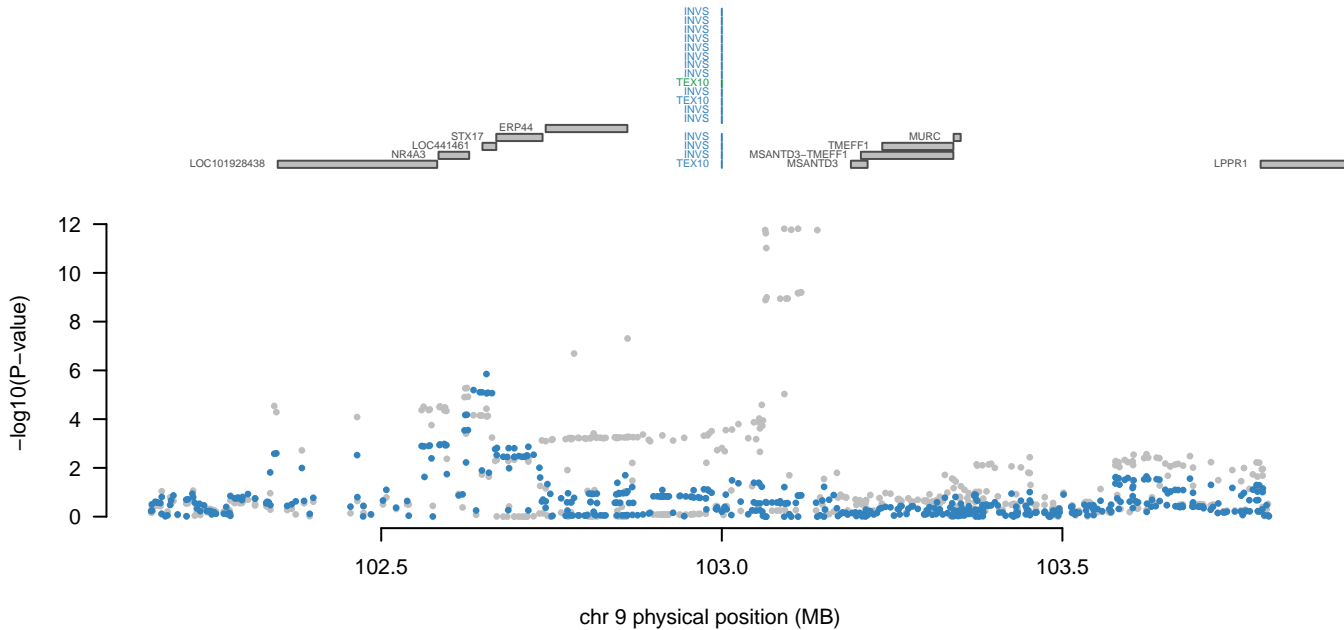 INVS
INVS
INVS
INVS
INVS
INVS
INVS
INVS
TEX10
INVS
TEX10
INVS
INVS
ERP44
STX17 INVS MURC
LOC441461 INVS TMEFF1
NR4A3 INVS MSANTD3-TMEFF1
LOC101928438 TEX10 MSANTD3 LPPR1
12
10
8
6
4
2
0
−log10(P−value)
102.5 103.0 103.5
chr 9 physical position (MB)